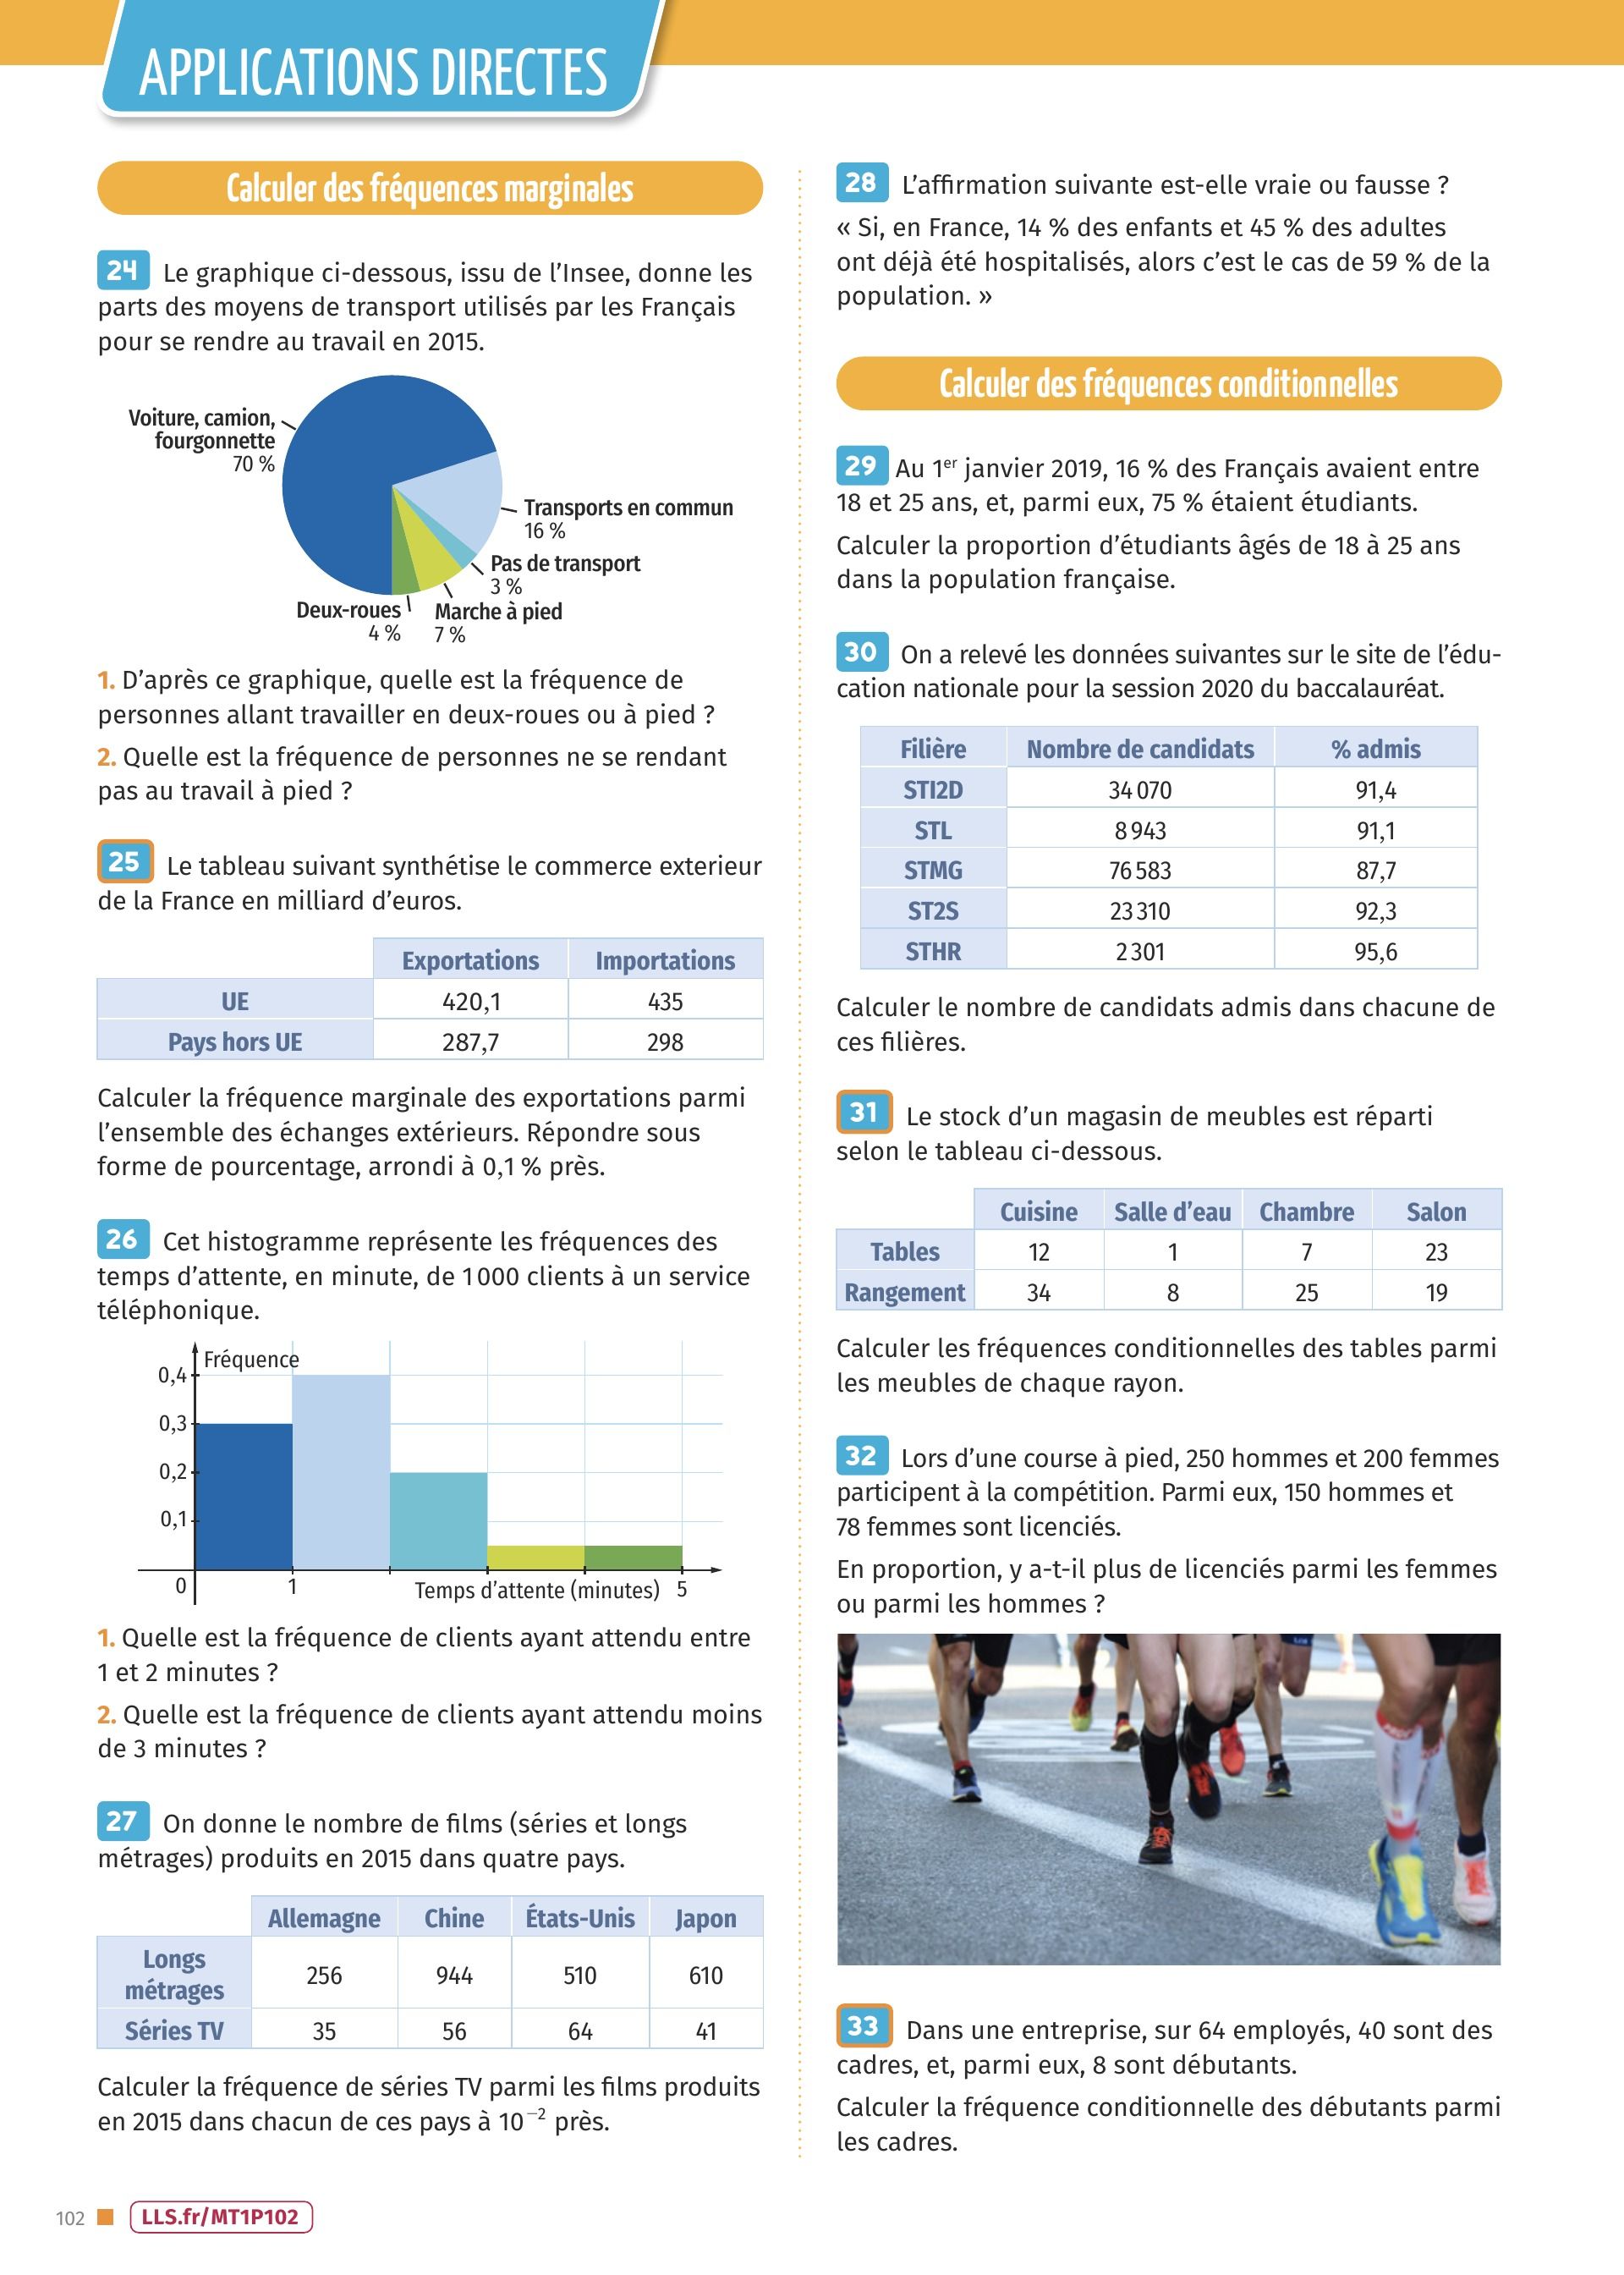 APPLICATIONS DIRECTES
Calculer des fréquences marginales
24 Le graphique ci-dessous, issu de l’Insee, donne les
parts des moyens de transport utilisés par les Français
pour se rendre au travail en 2015.
Voiture, camion,
fourgonnette
70 %
Transports en commun
16 %
Pas de transport
3 %
Marche à pied
7 %
Deux-roues
4 %
1. D’après ce graphique, quelle est la fréquence de
personnes allant travailler en deux-roues ou à pied ?
2. Quelle est la fréquence de personnes ne se rendant
pas au travail à pied ?
25 Le tableau suivant synthétise le commerce exterieur
de la France en milliard d’euros.
Exportations Importations
UE 420,1 435
Pays hors UE 287,7 298
Calculer la fréquence marginale des exportations parmi
l’ensemble des échanges extérieurs. Répondre sous
forme de pourcentage, arrondi à 0,1 % près.
26 Cet histogramme représente les fréquences des
temps d’attente, en minute, de 1 000 clients à un service
téléphonique.
Fréquence
0,4
0,3
0,2
0,1
0 1 Temps d’attente (minutes) 5
1. Quelle est la fréquence de clients ayant attendu entre
1 et 2 minutes ?
2. Quelle est la fréquence de clients ayant attendu moins
de 3 minutes ?
27 On donne le nombre de films (séries et longs
métrages) produits en 2015 dans quatre pays.
Allemagne Chine États-Unis Japon
Longs
métrages 256 944 510 610
Séries TV 35 56 64 41
Calculer la fréquence de séries TV parmi les films produits
en 2015 dans chacun de ces pays à 10⁻² près.
28 L’affirmation suivante est-elle vraie ou fausse ?
« Si, en France, 14 % des enfants et 45 % des adultes
ont déjà été hospitalisés, alors c’est le cas de 59 % de la
population. »
Calculer des fréquences conditionnelles
29 Au 1er janvier 2019, 16 % des Français avaient entre
18 et 25 ans, et, parmi eux, 75 % étaient étudiants.
Calculer la proportion d’étudiants âgés de 18 à 25 ans
dans la population française.
30 On a relevé les données suivantes sur le site de l’édu-
cation nationale pour la session 2020 du baccalauréat.
Filière Nombre de candidats % admis
STI2D 34 070 91,4
STL 8 943 91,1
STMG 76 583 87,7
ST2S 23 310 92,3
STHR 2 301 95,6
Calculer le nombre de candidats admis dans chacune de
ces filières.
31 Le stock d’un magasin de meubles est réparti
selon le tableau ci-dessous.
Cuisine Salle d’eau Chambre Salon
Tables 12 1 7 23
Rangement 34 8 25 19
Calculer les fréquences conditionnelles des tables parmi
les meubles de chaque rayon.
32 Lors d’une course à pied, 250 hommes et 200 femmes
participent à la compétition. Parmi eux, 150 hommes et
78 femmes sont licenciés.
En proportion, y a-t-il plus de licenciés parmi les femmes
ou parmi les hommes ?
33 Dans une entreprise, sur 64 employés, 40 sont des
cadres, et, parmi eux, 8 sont débutants.
Calculer la fréquence conditionnelle des débutants parmi
les cadres.
102 LLS.fr/MT1P102